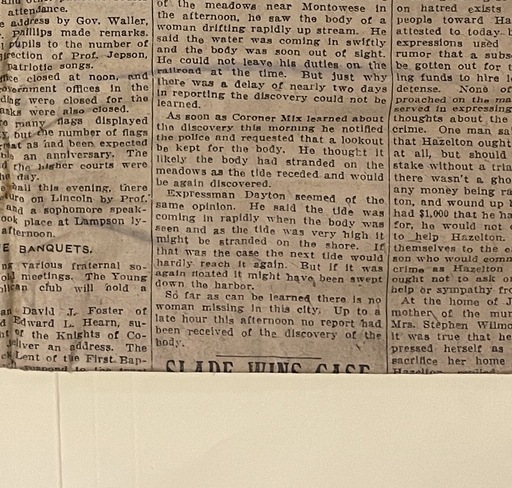 attendance.
e address by Gov. Waller,
Phillips made remarks.
pupils to the number of
direction of Prof. Jepson,
patriotic songs.
fice closed at noon, and
overnment offices in the
ding were closed for the
anks were also closed.
re many flags displayed
y, but the number of flags
great as had been expected
his an anniversary. The
d the higher courts were
he day.
hall this evening, there
ture on Lincoln by Prof.
and a sophomore speak-
ook place at Lampson ly-
afternoon.
E BANQUETS.
ng various fraternal so-
old meetings. The Young
blican club will hold
an David J. Foster of
d Edward L. Hearn, su-
ht of the Knights of Co-
deliver an address. The
ck Lent of the First Bap-
respond to the
of the meadows near Montowese in
the afternoon, he saw the body of a
woman drifting rapidly up stream. He
said the water was coming in swiftly
and the body was soon out of sight.
He could not leave his duties on the
railroad at the time. But just why
there was a delay of nearly two days
in reporting the discovery could not be
learned.
As soon as Coroner Mix learned about
the discovery this morning he notified
the police and requested that a lookout
be kept for the body. He thought it
likely the body had stranded on the
meadows as the tide receded and would
be again discovered.
Expressman Dayton seemed of the
same opinion. He said the tide was
coming in rapidly when the body was
seen and as the tide was very high it
might be stranded on the shore. If
that was the case the next tide would
hardly reach it again. But if it was
again floated it might have been swept
down the harbor.
So far as can be learned there is no
woman missing in this city. Up to a
late hour this afternoon no report had
been received of the discovery of the
body.
SLADE WINS CASE
on hatred exists
people toward Ha
attested to today b
expressions used
rumor that a subs
be gotten out for t
ing funds to hire l
defense. None of
proached on the ma
served in expressing
thoughts about the
crime. One man sa
that Hazelton ought
at all, but should
stake without a tria
there wasn't a gho
any money being ra
ton, and wound up b
had $1,000 that he ha
for, he would not
to help Hazelton.
themselves to the e
son who would comm
crime as Hazelton
ought not to ask or
help or sympathy fr
At the home of J
mother of the mur
Mrs. Stephen Wilmo
it was true that he
pressed herself as
sacrifice her home
Hazelton